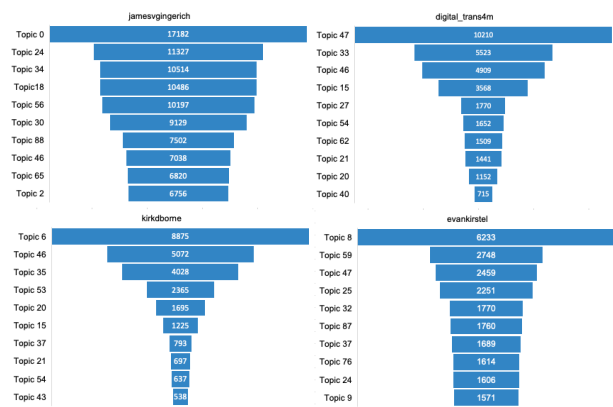 jamesvgingerich
Topic 0 17182
Topic 24 11327
Topic 34 10514
Topic18 10486
Topic 56 10197
Topic 30 9129
Topic 88 7502
Topic 46 7038
Topic 65 6820
Topic 2 6756
digital_trans4m
Topic 47 10210
Topic 33 5523
Topic 46 4909
Topic 15 3568
Topic 27 1770
Topic 54 1652
Topic 62 1509
Topic 21 1441
Topic 20 1152
Topic 40 715
kirkdborne
Topic 6 8875
Topic 46 5072
Topic 35 4028
Topic 53 2365
Topic 20 1695
Topic 15 1225
Topic 37 793
Topic 21 697
Topic 54 637
Topic 43 538
evankirstel
Topic 8 6233
Topic 59 2748
Topic 47 2459
Topic 25 2251
Topic 32 1770
Topic 87 1760
Topic 37 1689
Topic 76 1614
Topic 24 1606
Topic 9 1571